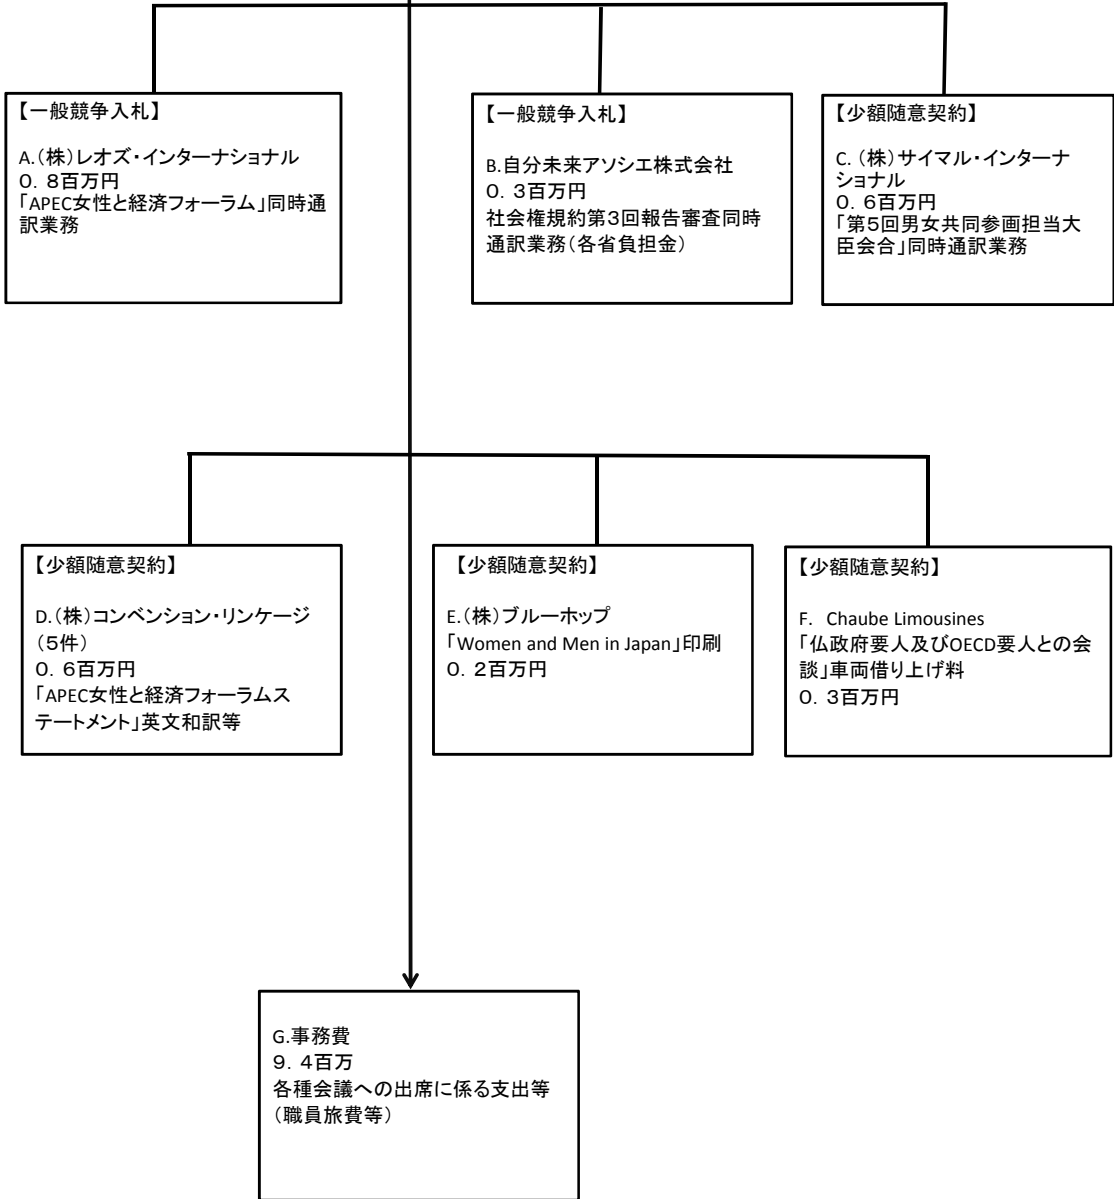 【一般競争入札】
A.(株)レオズ・インターナショナル
0．8百万円
「APEC女性と経済フォーラム」同時通
訳業務
【一般競争入札】
B.自分未来アソシエ株式会社
0．3百万円
社会権規約第3回報告審査同時
通訳業務(各省負担金)
【少額随意契約】
C. (株)サイマル・インターナ
ショナル
0．6百万円
「第5回男女共同参画担当大
臣会合」同時通訳業務
【少額随意契約】
D.(株)コンベンション・リンケージ
(5件)
0．6百万円
「APEC女性と経済フォーラムス
テートメント」英文和訳等
【少額随意契約】
E.(株)ブルーホップ
「Women and Men in Japan」印刷
0．2百万円
【少額随意契約】
F. Chaube Limousines
「仏政府要人及びOECD要人との会
談」車両借り上げ料
0．3百万円
G.事務費
9．4百万
各種会議への出席に係る支出等
(職員旅費等)